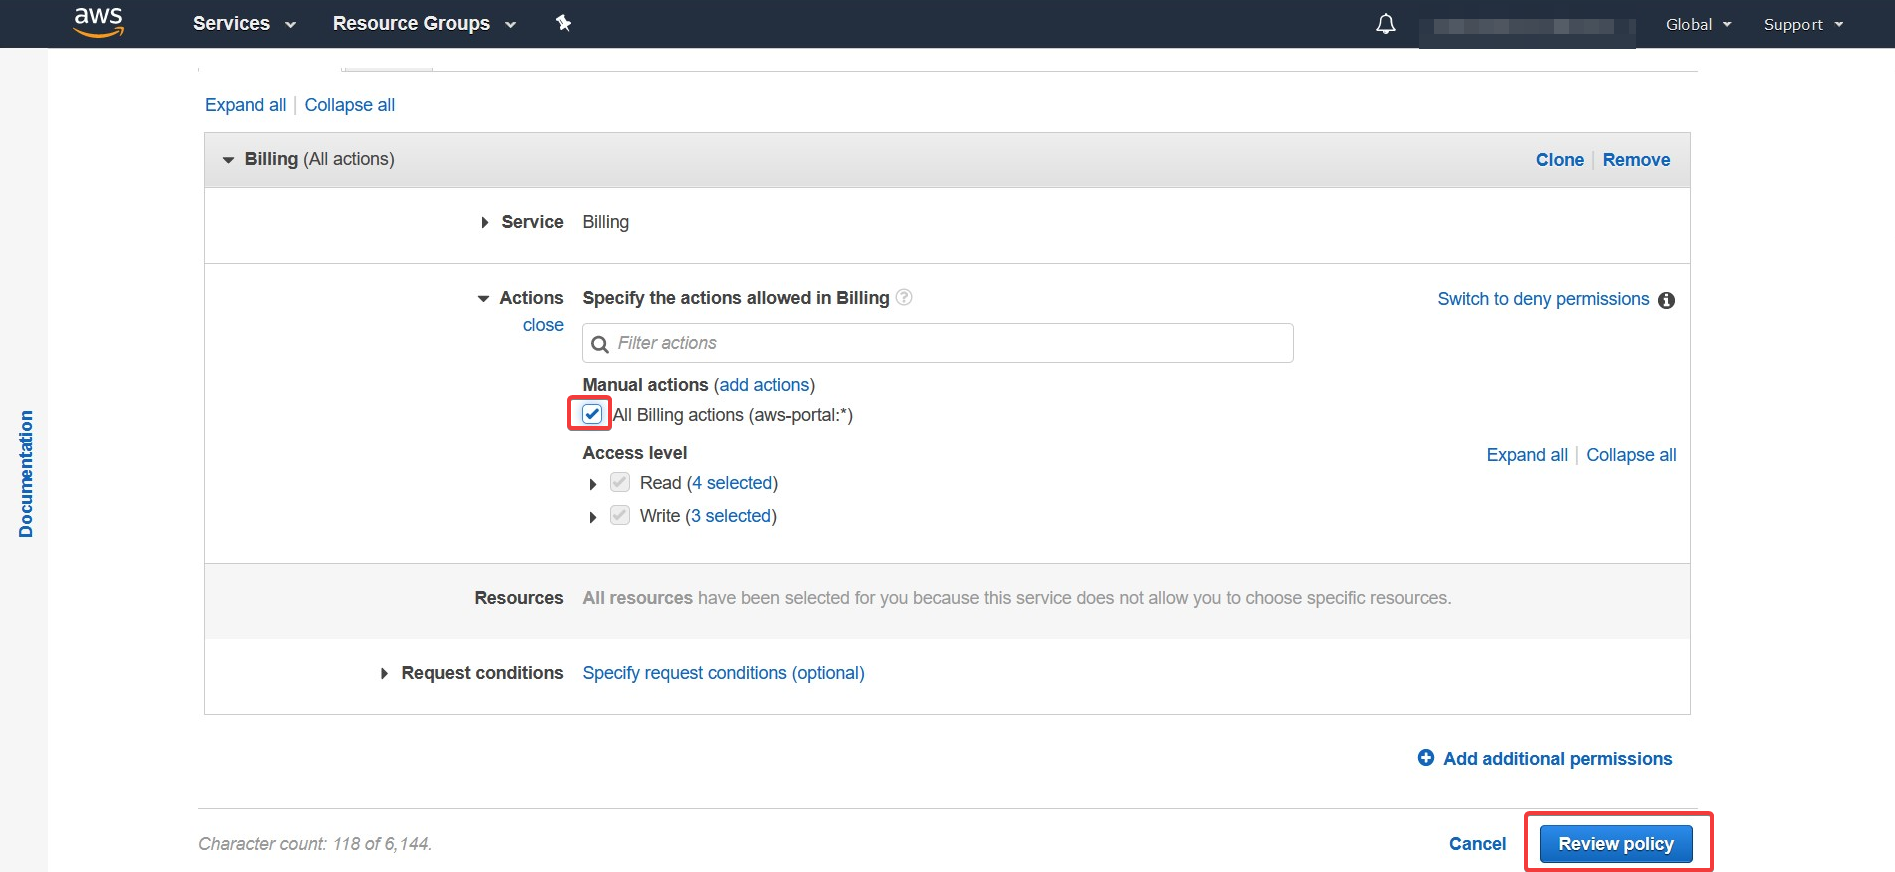 aws Services Resource Groups Global Support
Expand all | Collapse all
Billing (All actions) Clone | Remove
Service Billing
Actions Specify the actions allowed in Billing ? Switch to deny permissions i
close
Filter actions
Manual actions (add actions)
All Billing actions (aws-portal:*)
Access level Expand all | Collapse all
Read (4 selected)
Write (3 selected)
Documentation
Resources All resources have been selected for you because this service does not allow you to choose specific resources.
Request conditions Specify request conditions (optional)
Add additional permissions
Character count: 118 of 6,144. Cancel Review policy